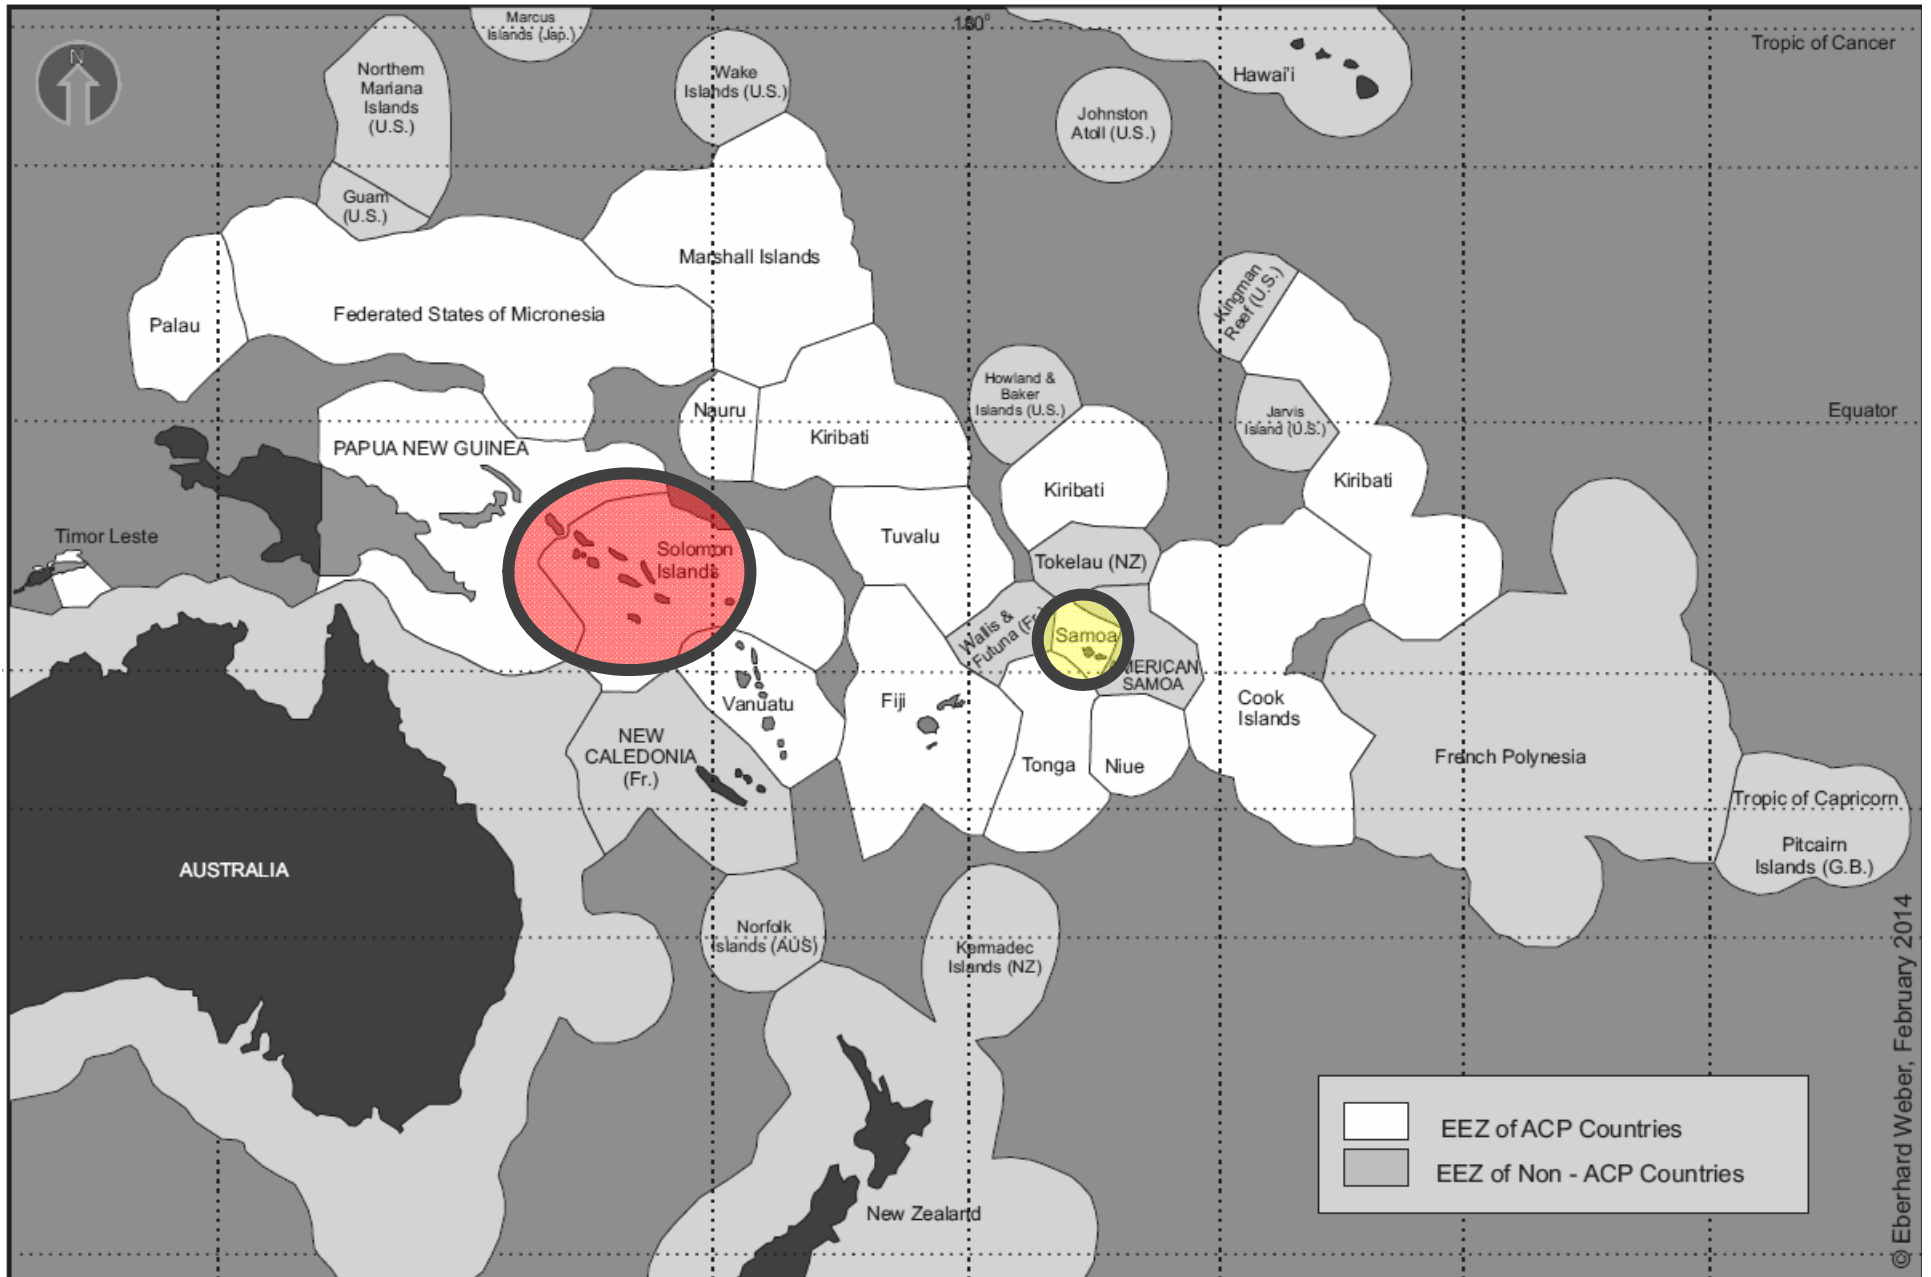 Marcus
Islands (Jap.)
180°
Tropic of Cancer
N
Northern
Mariana
Islands
(U.S.)
Wake
Islands (U.S.)
Hawai'i
Johnston
Atoll (U.S.)
Guam
(U.S.)
Marshall Islands
Kingman
Reef (U.S.)
Palau
Federated States of Micronesia
Howland &
Baker
Islands (U.S.)
Nauru
Jarvis
Island (U.S.)
Equator
PAPUA NEW GUINEA
Kiribati
Kiribati
Kiribati
Timor Leste
Solomon
Islands
Tuvalu
Tokelau (NZ)
Wallis &
Futuna (Fr.
Samoa
MERICAN
SAMOA
Vanuatu
Fiji
Cook
Islands
NEW
CALEDONIA
(Fr.)
Tonga
Niue
French Polynesia
Tropic of Capricorn
Pitcairn
Islands (G.B.)
AUSTRALIA
Norfolk
Islands (AUS)
Kermadec
Islands (NZ)
New Zealand
EEZ of ACP Countries
EEZ of Non - ACP Countries
© Eberhard Weber, February 2014